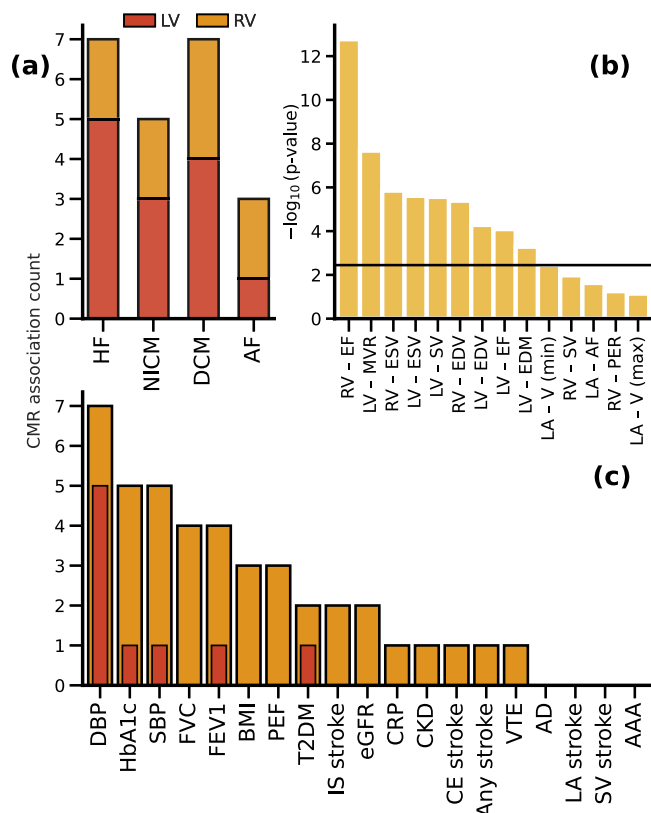 LV RV
(a)
7
6
5
4
3
2
1
0
HF
NICM
DCM
AF
CMR association count
(b)
−log10 (p-value)
12
10
8
6
4
2
0
RV – EF
LV – MVR
RV – ESV
LV – ESV
LV – SV
RV – EDV
LV – EDV
LV – EF
LV – EDM
LA – V (min)
RV – SV
LA – AF
RV – PER
LA – V (max)
(c)
7
6
5
4
3
2
1
0
DBP
HbA1c
SBP
FVC
FEV1
BMI
PEF
T2DM
IS stroke
eGFR
CRP
CKD
CE stroke
Any stroke
VTE
AD
LA stroke
SV stroke
AAA